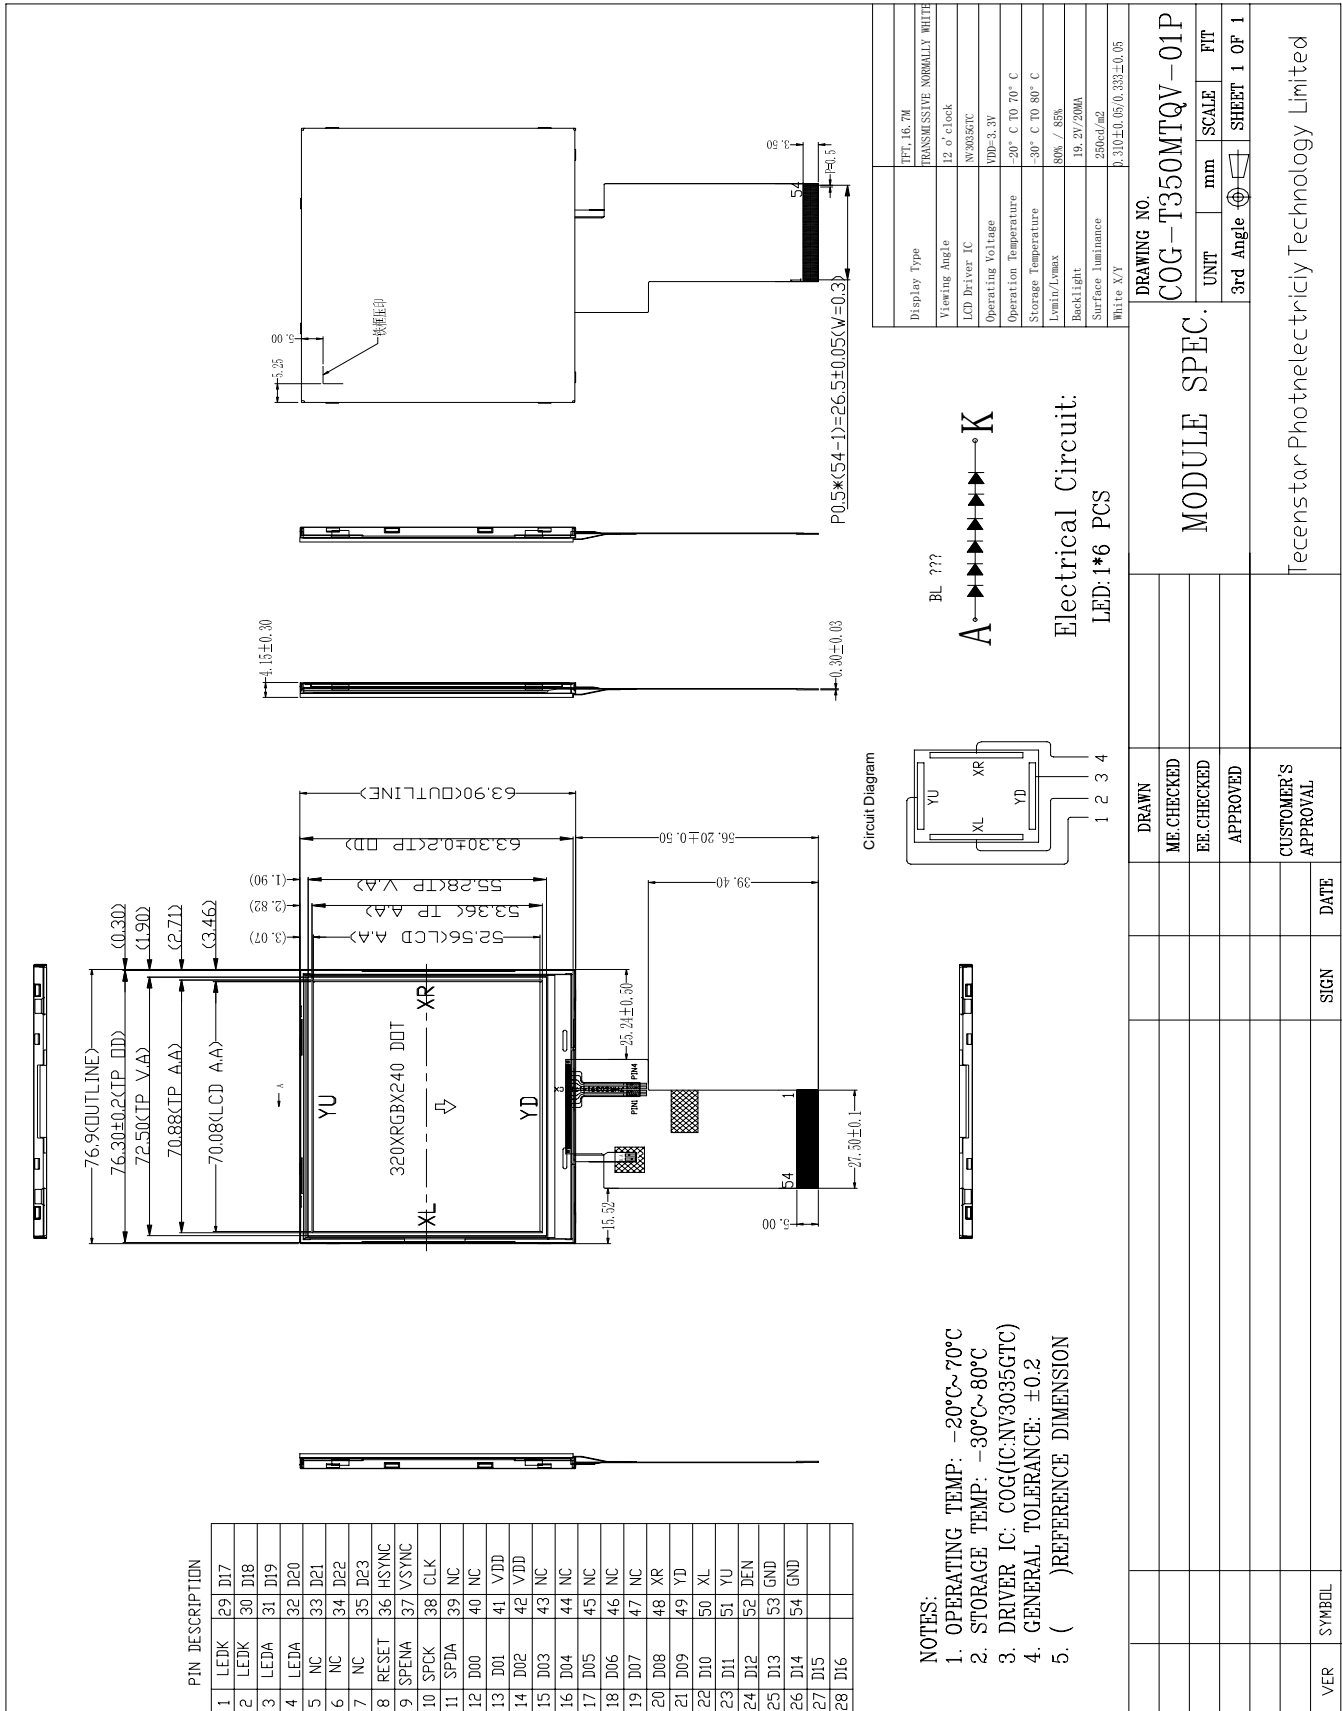 PIN DESCRIPTION
1 LEDK 29 D17
2 LEDK 30 D18
3 LEDA 31 D19
4 LEDA 32 D20
5 NC 33 D21
6 NC 34 D22
7 NC 35 D23
8 RESET 36 HSYNC
9 SPENA 37 VSYNC
10 SPCK 38 CLK
11 SPDA 39 NC
12 D00 40 NC
13 D01 41 VDD
14 D02 42 VDD
15 D03 43 NC
16 D04 44 NC
17 D05 45 NC
18 D06 46 NC
19 D07 47 NC
20 D08 48 XR
21 D09 49 YD
22 D10 50 XL
23 D11 51 YU
24 D12 52 DEN
25 D13 53 GND
26 D14 54 GND
27 D15
28 D16
76.9(OUTLINE)
76.30±0.2(TP OD)
72.50(TP V.A)
70.88(TP A.A)
70.08(LCD A.A)
(0.30)
(1.90)
(2.71)
(3.46)
(1.90)
(2.82)
(3.07)
63.90(OUTLINE)
63.30±0.2(TP OD)
55.28(TP V.A)
53.36( TP A.A)
52.56(LCD A.A)
A
YU
320XRGBX240 DOT
XL
XR
YD
PIN1
PIN4
25.24±0.50
56.20±0.50
39.40
15.52
54
1
5.00
27.50±0.1
4.15±0.30
0.30±0.03
5.25
5.00
铁框压印
54
3.50
P=0.5
P0.5*(54-1)=26.5±0.05(W=0.3)
NOTES:
1. OPERATING TEMP: -20°C~70°C
2. STORAGE TEMP: -30°C~80°C
3. DRIVER IC: COG(IC:NV3035GTC)
4. GENERAL TOLERANCE: ±0.2
5. ( )REFERENCE DIMENSION
Circuit Diagram
YU
XL
XR
YD
1 2 3 4
BL ???
A
K
Electrical Circuit:
LED:1*6 PCS
Display Type TFT, 16.7M
TRANSMISSIVE NORMALLY WHITE
Viewing Angle 12 o' clock
LCD Driver IC NV3035GTC
Operating Voltage VDD=3.3V
Operation Temperature -20° C TO 70° C
Storage Temperature -30° C TO 80° C
Lvmin/Lvmax 80% / 85%
Backlight 19.2V/20MA
Surface luminance 250cd/m2
White X/Y 0.310±0.05/0.333±0.05
DRAWN
ME.CHECKED
EE.CHECKED
APPROVED
CUSTOMER'S
APPROVAL
MODULE SPEC.
DRAWING NO.
COG-T350MTQV-01P
UNIT mm SCALE FIT
3rd Angle SHEET 1 OF 1
Tecenstar Photnelectriciy Technology Limited
VER SYMBOL SIGN DATE